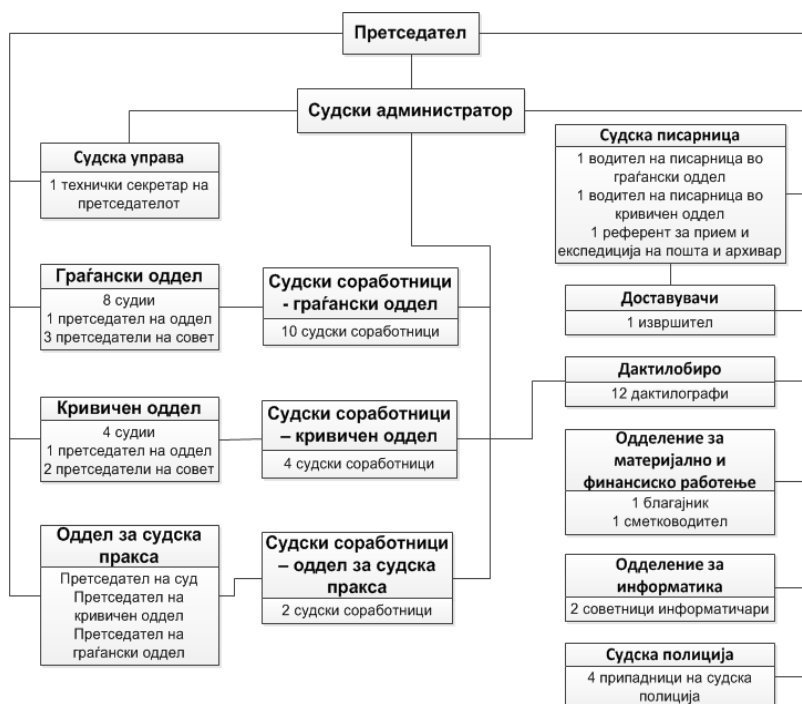 Претседател
Судски администратор
Судска управа
1 технички секретар на
претседателот
Граѓански оддел
8 судии
1 претседател на оддел
3 претседатели на совет
Судски соработници
- граѓански оддел
10 судски соработници
Кривичен оддел
4 судии
1 претседател на оддел
2 претседатели на совет
Судски соработници
– кривичен оддел
4 судски соработници
Оддел за судска
пракса
Претседател на суд
Претседател на
кривичен оддел
Претседател на
граѓански оддел
Судски соработници
– оддел за судска
пракса
2 судски соработници
Судска писарница
1 водител на писарница во
граѓански оддел
1 водител на писарница во
кривичен оддел
1 референт за прием и
експедиција на пошта и архивар
Доставувачи
1 извршител
Дактилобиро
12 дактилографи
Одделение за
материјално и
финансиско работење
1 благајник
1 сметководител
Одделение за
информатика
2 советници информатичари
Судска полиција
4 припадници на судска
полиција